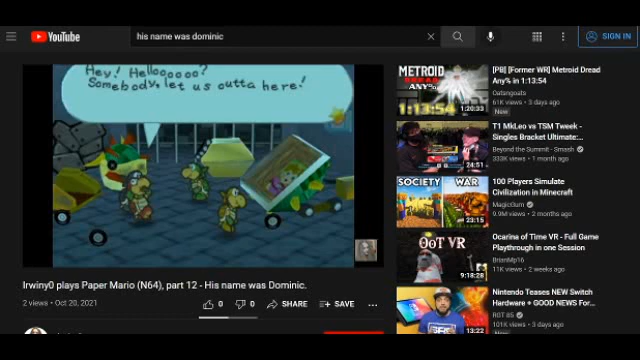 YouTube
his name was dominic
SIGN IN
Hey! Hellooooooo?
Somebody, let us outta here!
Irwiny0 plays Paper Mario (N64), part 12 - His name was Dominic.
2 views • Oct 20, 2021
0
0
SHARE
SAVE
METROID
DREAD
ANY%
1:13:54
1:20:33
[PB] [Former WR] Metroid Dread
Any% in 1:13:54
Oatsngoats
61K views • 3 days ago
New
24:51
T1 MkLeo vs TSM Tweek -
Singles Bracket Ultimate:...
Beyond the Summit - Smash
333K views • 1 month ago
SOCIETY WAR
23:15
100 Players Simulate
Civilization in Minecraft
MagicGum
9.9M views • 2 months ago
OoT VR
9:18:28
Ocarina of Time VR - Full Game
Playthrough in one Session
BrianMp16
11K views • 2 weeks ago
13:22
Nintendo Teases NEW Switch
Hardware + GOOD NEWS For...
RGT 85
101K views • 3 days ago
New